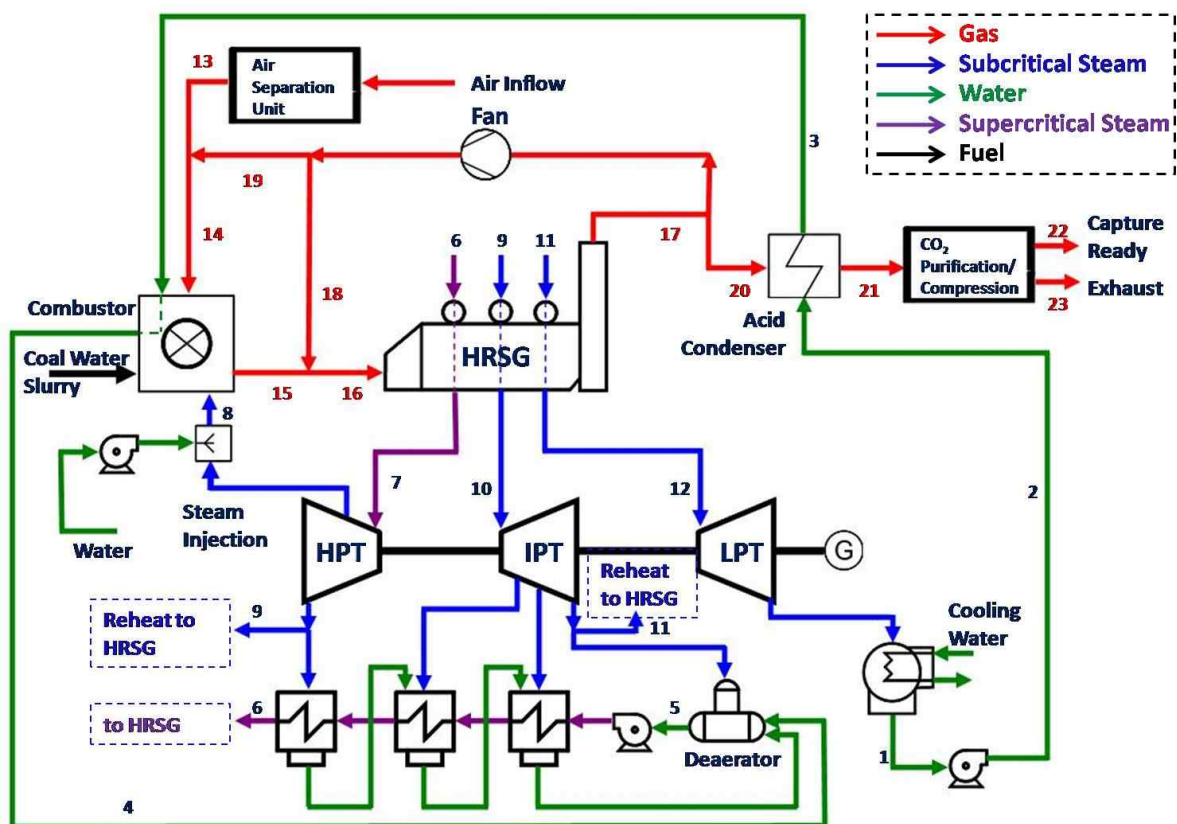 Gas
Subcritical Steam
Water
Supercritical Steam
Fuel
13
Air
Separation
Unit
Air Inflow
Fan
3
19
14
6
9
11
17
22
Capture
Ready
CO₂
Purification/
Compression
18
20
21
23
Exhaust
Combustor
HRSG
Acid
Condenser
Coal Water
Slurry
15
16
8
7
10
12
2
Steam
Injection
Water
HPT
IPT
LPT
G
Reheat
to HRSG
9
Reheat to
HRSG
11
Cooling
Water
6
to HRSG
5
Deaerator
1
4